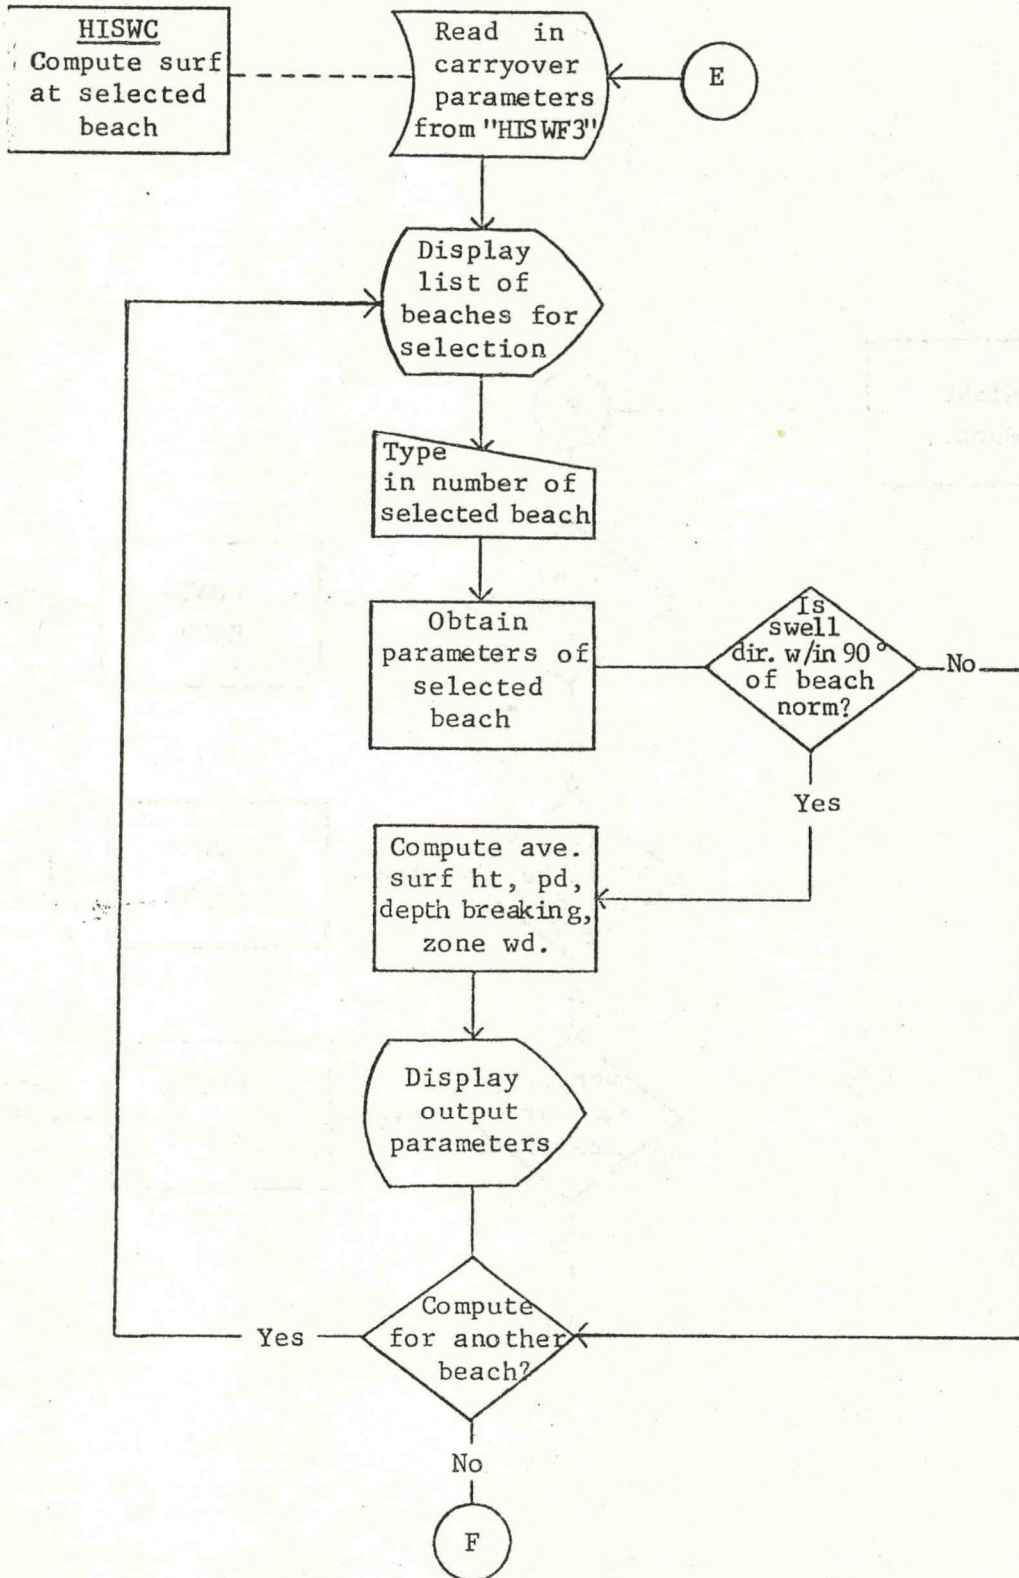 HISWC
Compute surf
at selected
beach
Read in
carryover
parameters
from "HISWF3"
E
Display
list of
beaches for
selection
Type
in number of
selected beach
Obtain
parameters of
selected
beach
Is
swell
dir. w/in 90°
of beach
norm?
No
Yes
Compute ave.
surf ht, pd,
depth breaking,
zone wd.
Display
output
parameters
Compute
for another
beach?
Yes
No
F